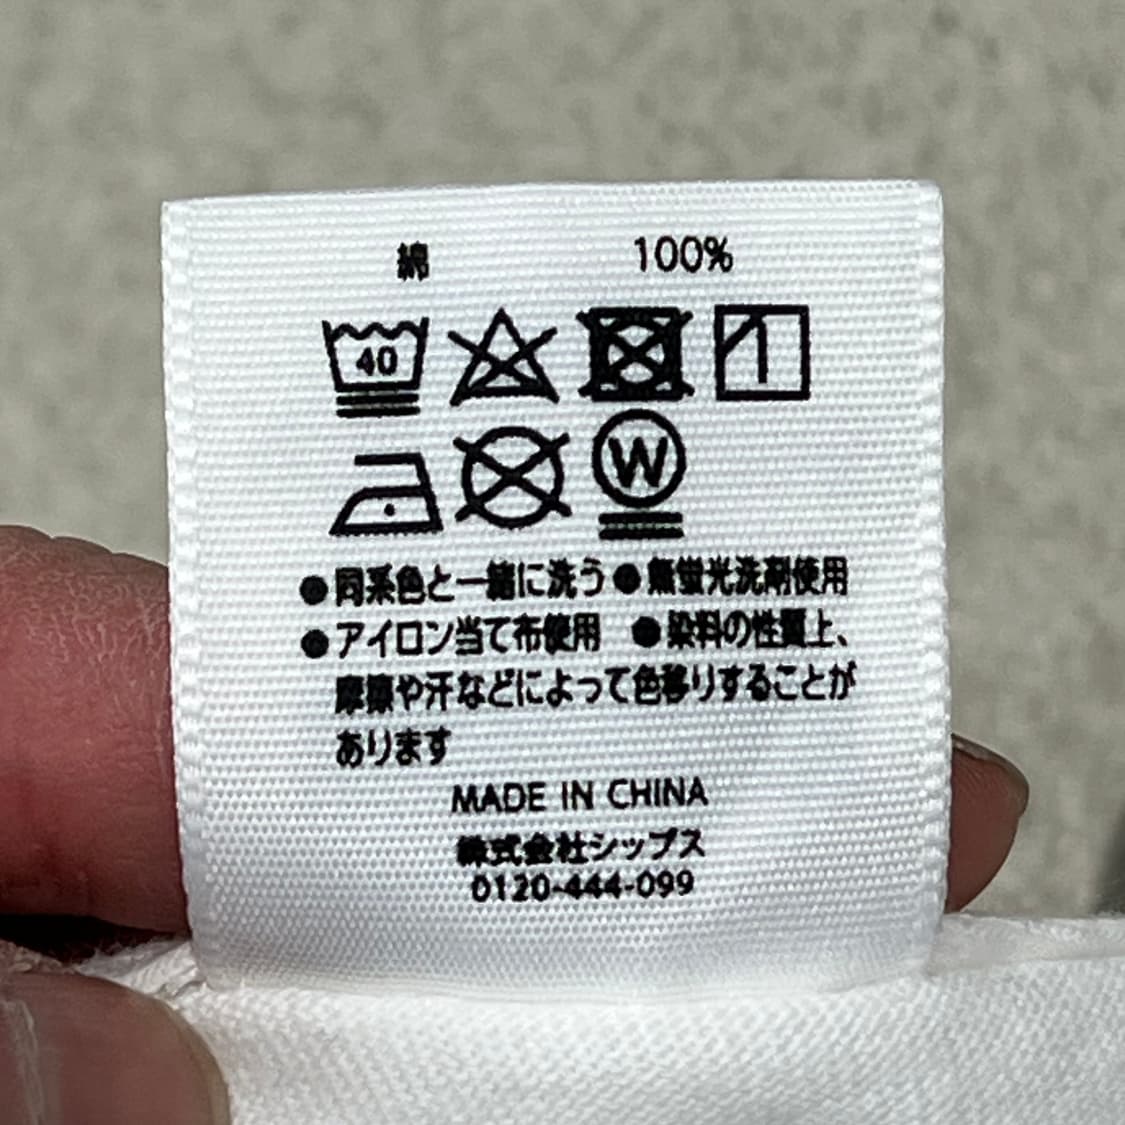 綿 100%
40
W
●同系色と一緒に洗う ●無蛍光洗剤使用
●アイロン当て布使用 ●染料の性質上、
摩擦や汗などによって色移りすることが
あります
MADE IN CHINA
株式会社シップス
0120-444-099